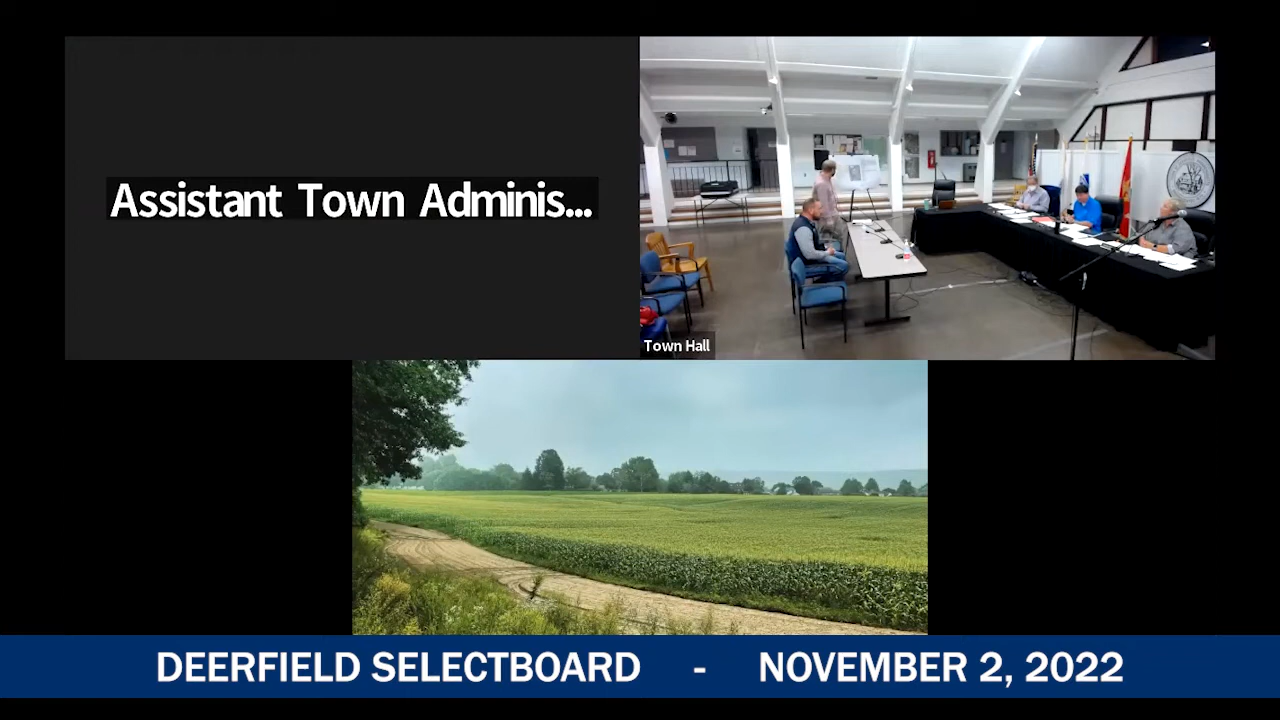 Assistant Town Adminis...
Town Hall
DEERFIELD SELECTBOARD - NOVEMBER 2, 2022